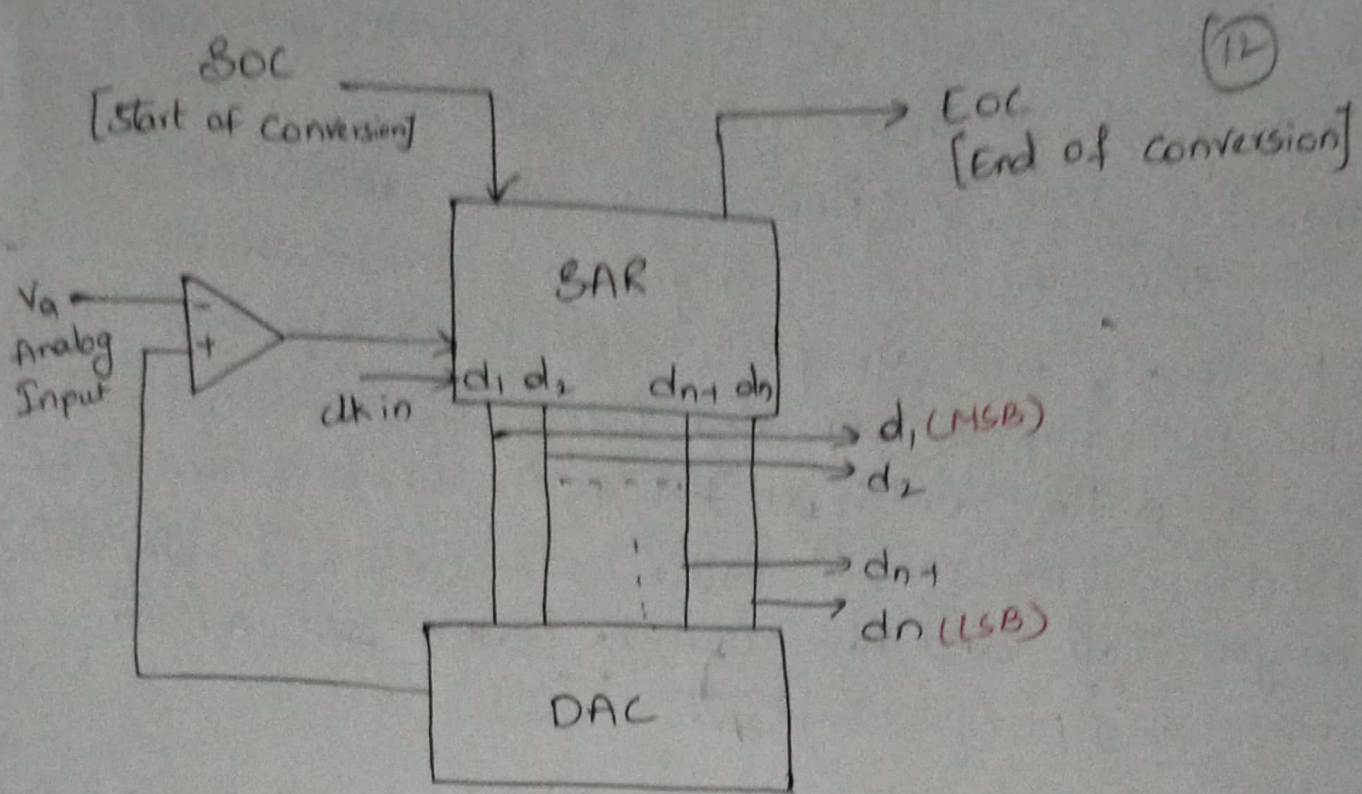 SOC
[Start of Conversion]
12
EOC
[End of conversion]
SAR
Va
Analog
Input
-
+
clk in
d1 d2 dn-1 dn
d1 (MSB)
d2
dn-1
dn (LSB)
DAC